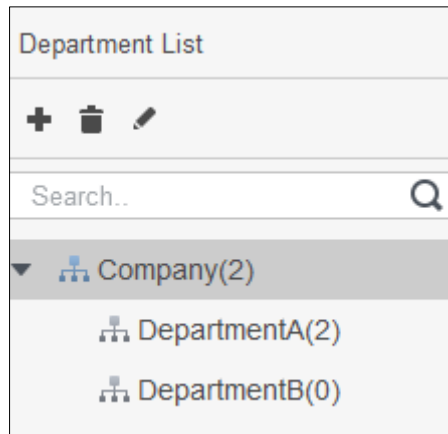 Department List
Search..
Company(2)
DepartmentA(2)
DepartmentB(0)